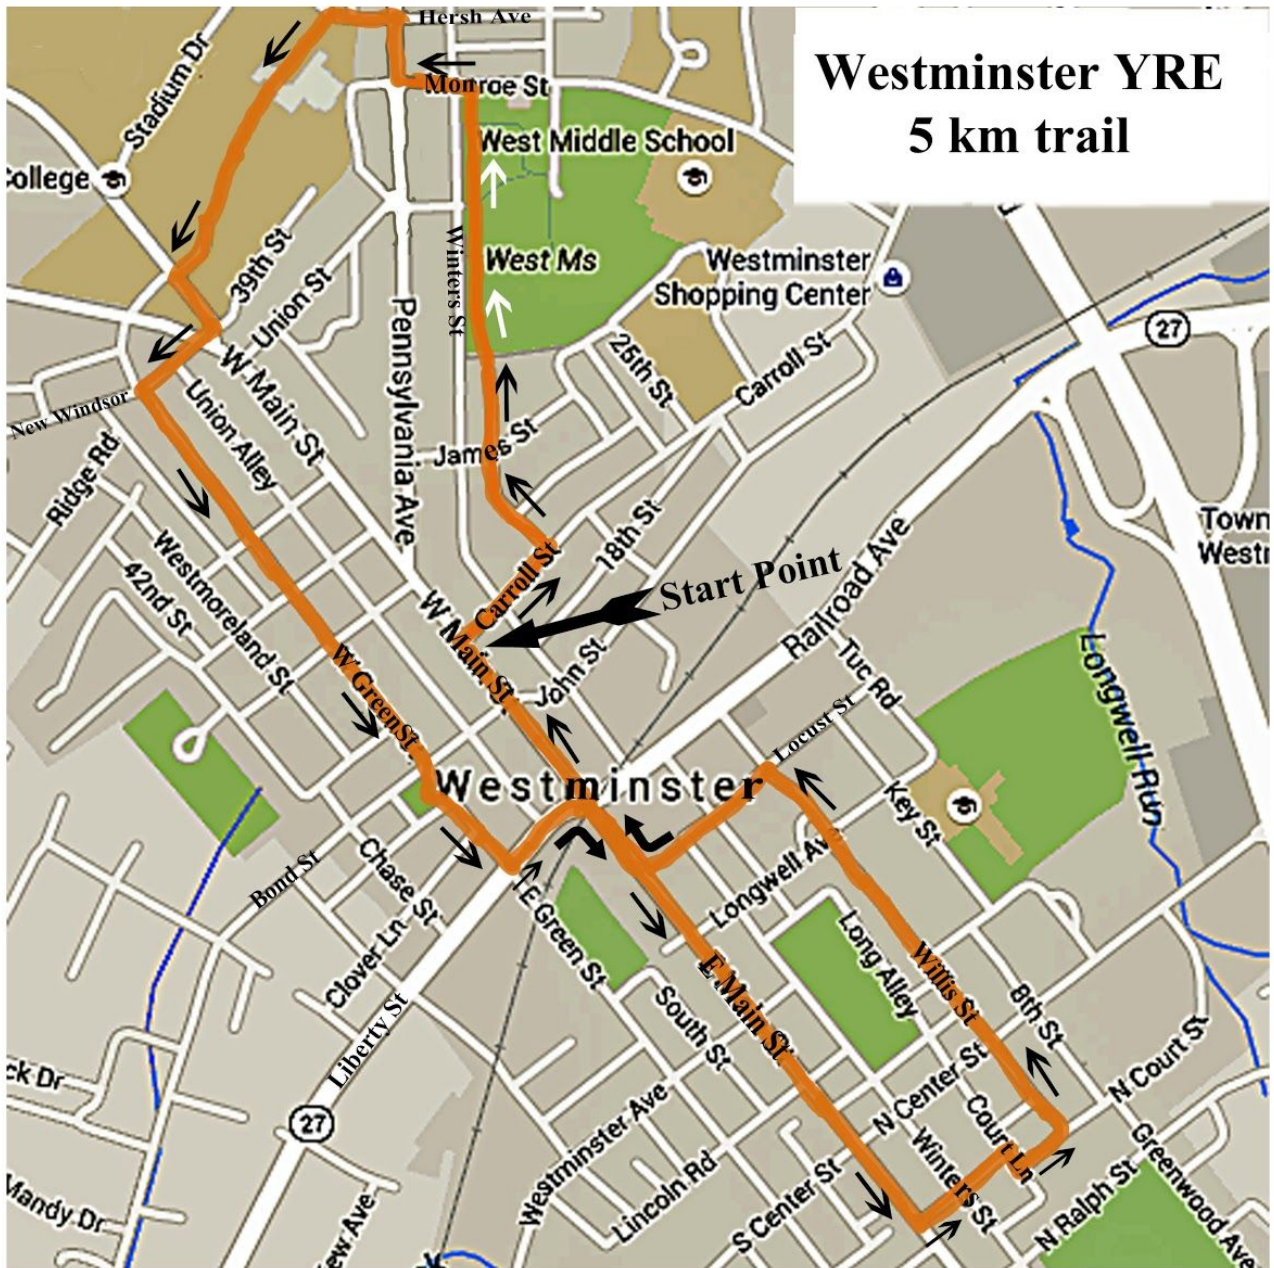 Hersh Ave
Westminster YRE
5 km trail
Stadium Dr
Monroe St
West Middle School
College
Winters St
West Ms
39th St
Union St
Westminster
Shopping Center
Pennsylvania Ave
27
W Main St
25th St
Carroll St
New Windsor
Union Alley
James St
Ridge Rd
18th St
Railroad Ave
Town
Westmoreland St
42nd St
Carroll St
Start Point
W Main St
John St
Tuc Rd
Longwell Run
W Green St
Locust St
Westminster
Key St
Chase St
Bond St
Longwell Av
E Green St
Clover Ln
Long Alley
E Main St
Willis St
8th St
South St
Liberty St
N Center St
N Court St
ck Dr
27
Westminster Ave
Court Ln
Winters St
Greenwood Ave
Lincoln Rd
S Center St
N Ralph St
Mandy Dr
ew Ave